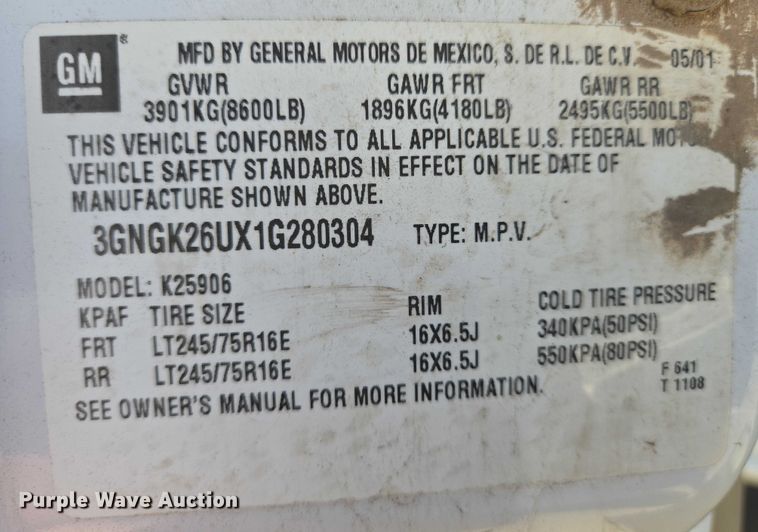 GM®
MFD BY GENERAL MOTORS DE MEXICO, S. DE R.L. DE C.V. 05/01
GVWR GAWR FRT GAWR RR
3901KG(8600LB) 1896KG(4180LB) 2495KG(5500LB)
THIS VEHICLE CONFORMS TO ALL APPLICABLE U.S. FEDERAL MOTOR
VEHICLE SAFETY STANDARDS IN EFFECT ON THE DATE OF
MANUFACTURE SHOWN ABOVE.
3GNGK26UX1G280304 TYPE: M.P.V.
MODEL: K25906
KPAF TIRE SIZE RIM COLD TIRE PRESSURE
FRT LT245/75R16E 16X6.5J 340KPA(50PSI)
RR LT245/75R16E 16X6.5J 550KPA(80PSI)
F 641
T 1108
SEE OWNER'S MANUAL FOR MORE INFORMATION.
Purple Wave Auction